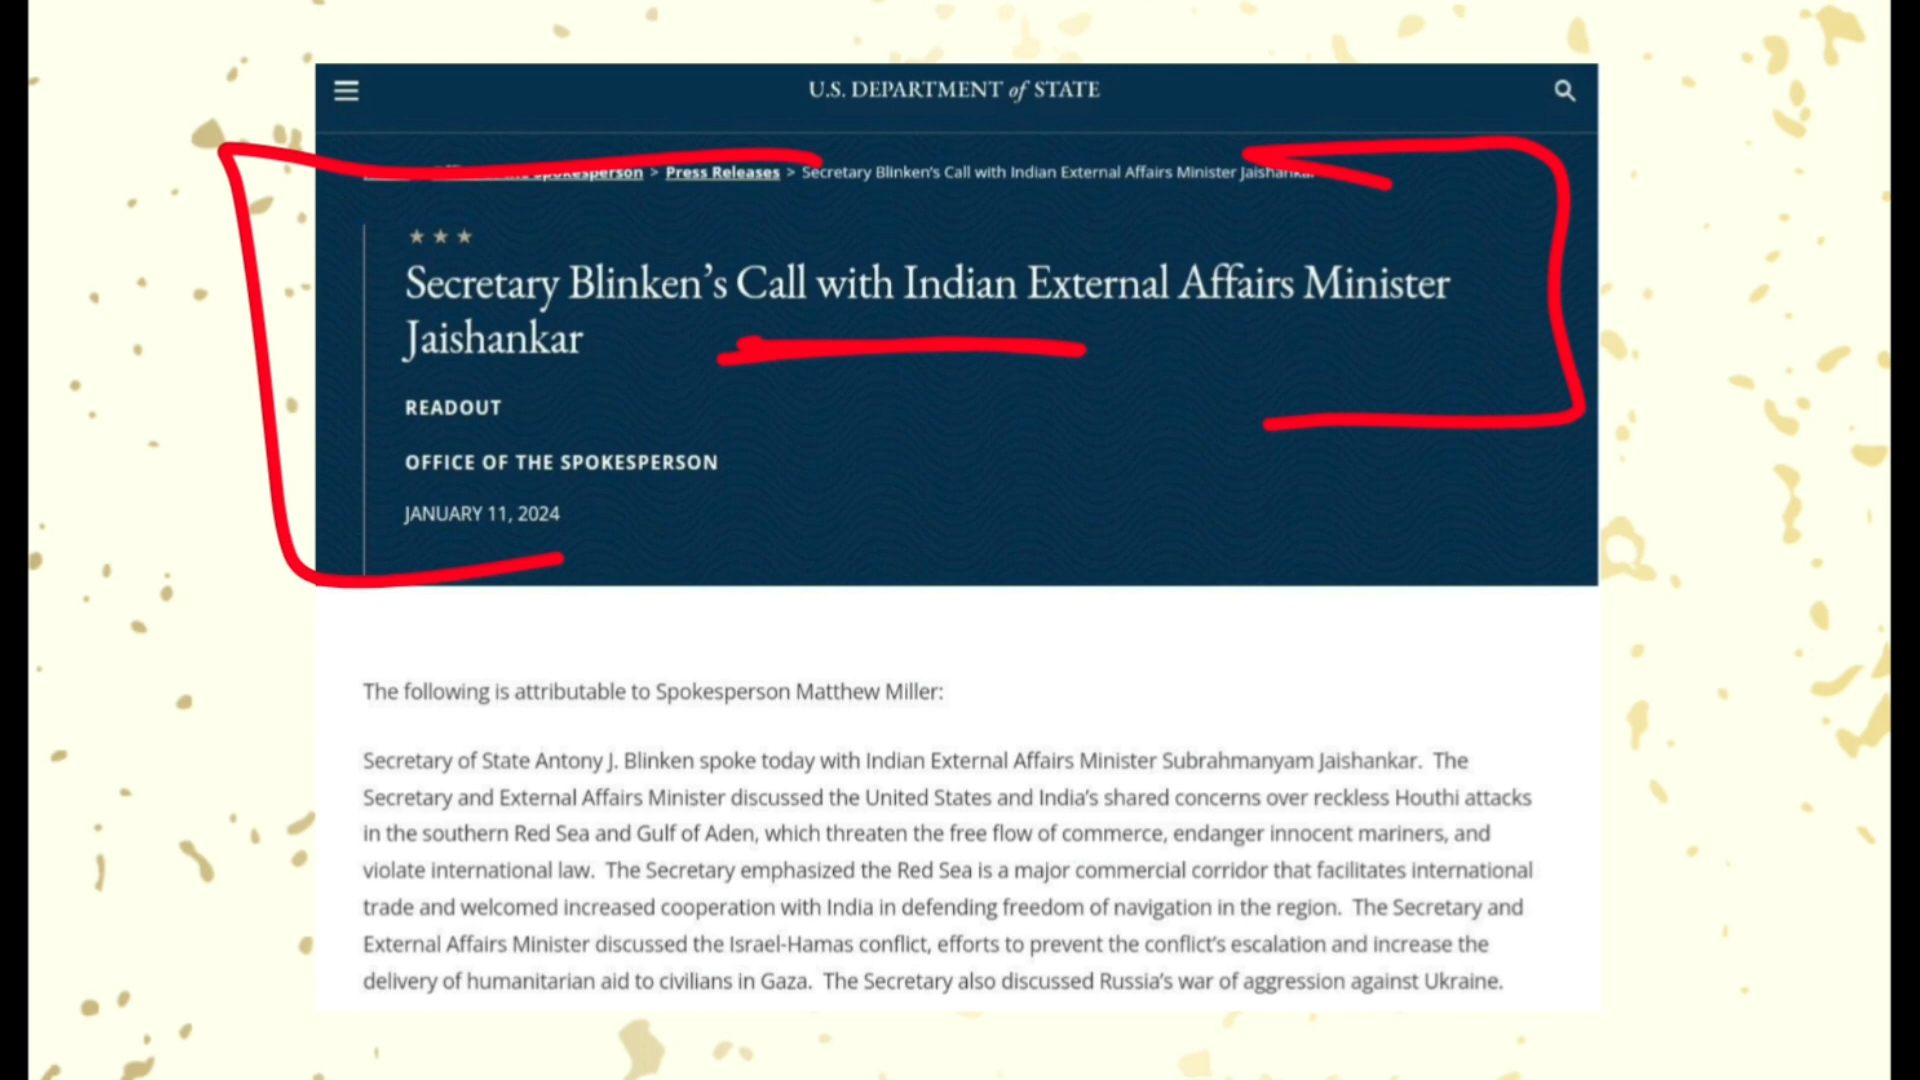 U.S. DEPARTMENT of STATE
Spokesperson > Press Releases > Secretary Blinken's Call with Indian External Affairs Minister
Secretary Blinken’s Call with Indian External Affairs Minister
Jaishankar
READOUT
OFFICE OF THE SPOKESPERSON
JANUARY 11, 2024
The following is attributable to Spokesperson Matthew Miller:
Secretary of State Antony J. Blinken spoke today with Indian External Affairs Minister Subrahmanyam Jaishankar. The
Secretary and External Affairs Minister discussed the United States and India’s shared concerns over reckless Houthi attacks
in the southern Red Sea and Gulf of Aden, which threaten the free flow of commerce, endanger innocent mariners, and
violate international law. The Secretary emphasized the Red Sea is a major commercial corridor that facilitates international
trade and welcomed increased cooperation with India in defending freedom of navigation in the region. The Secretary and
External Affairs Minister discussed the Israel-Hamas conflict, efforts to prevent the conflict’s escalation and increase the
delivery of humanitarian aid to civilians in Gaza. The Secretary also discussed Russia’s war of aggression against Ukraine.